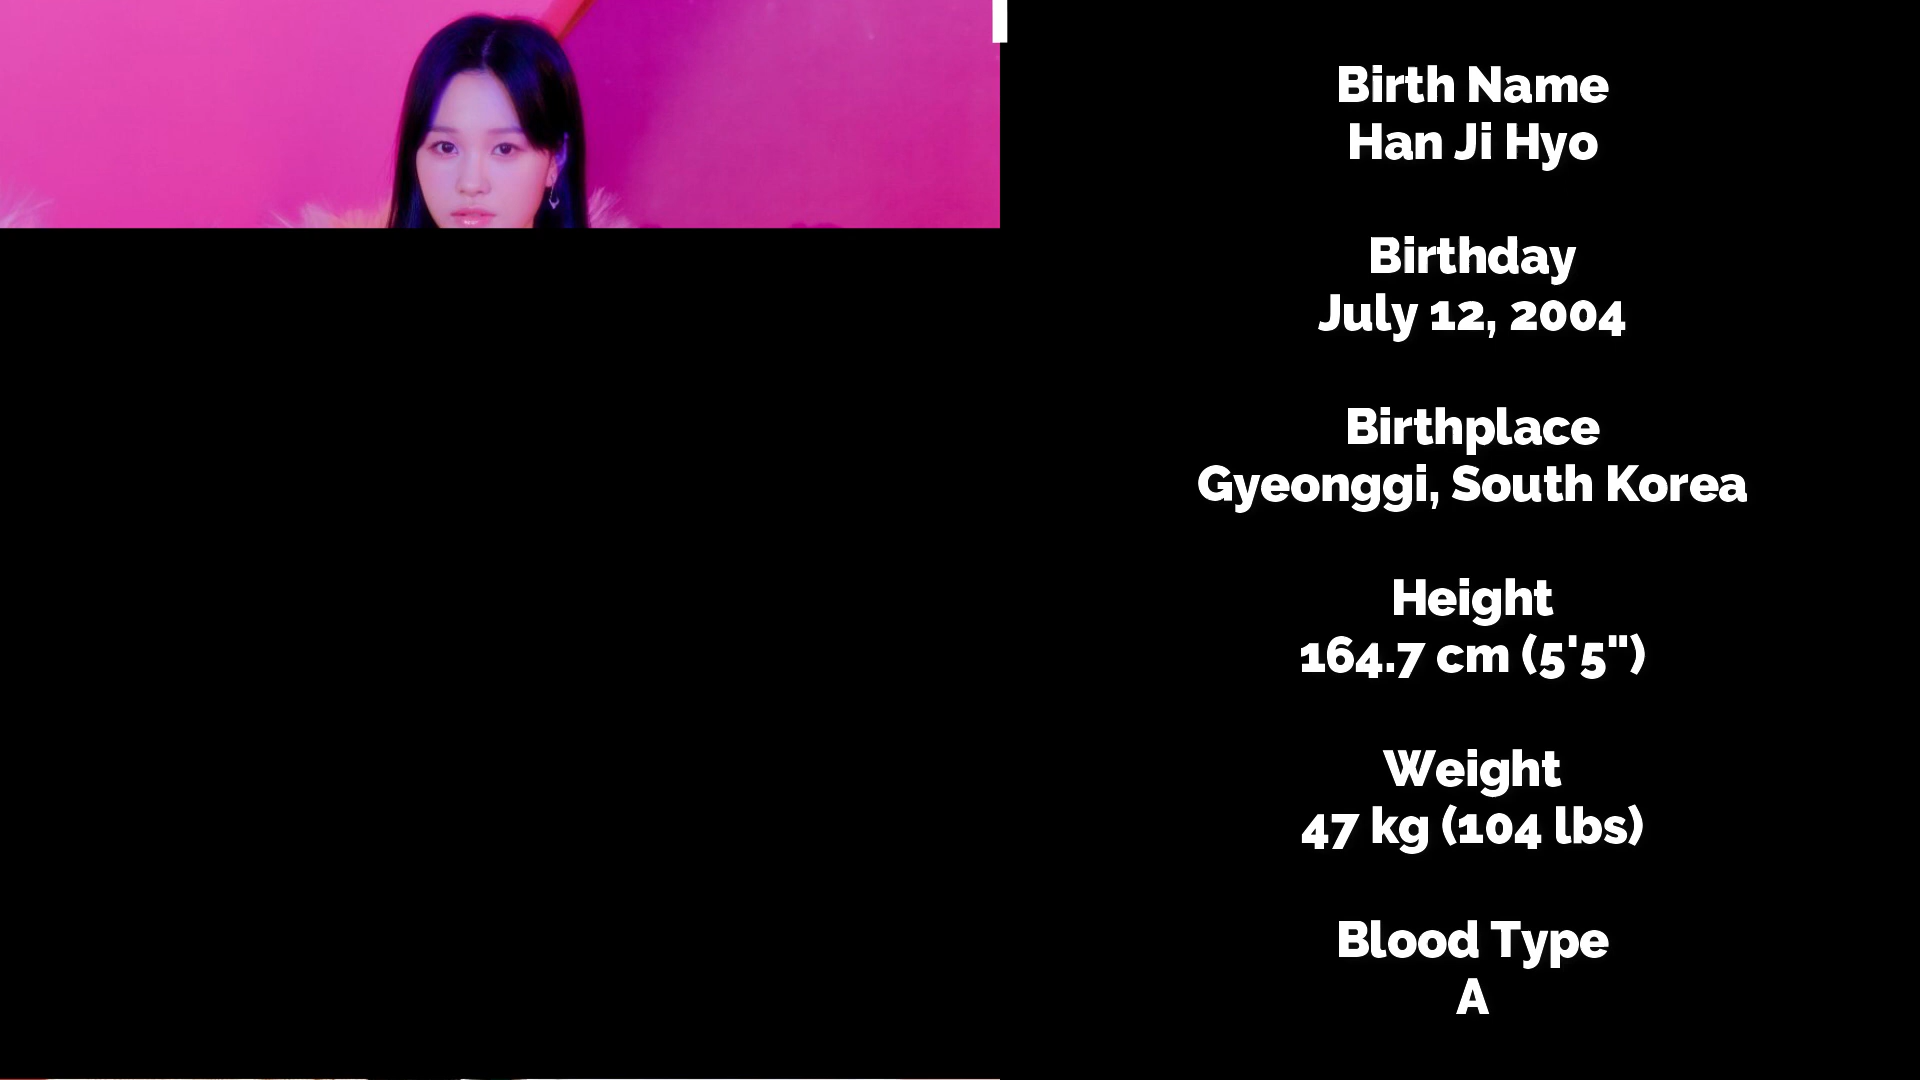 Birth Name
Han Ji Hyo
Birthday
July 12, 2004
Birthplace
Gyeonggi, South Korea
Height
164.7 cm (5'5")
Weight
47 kg (104 lbs)
Blood Type
A